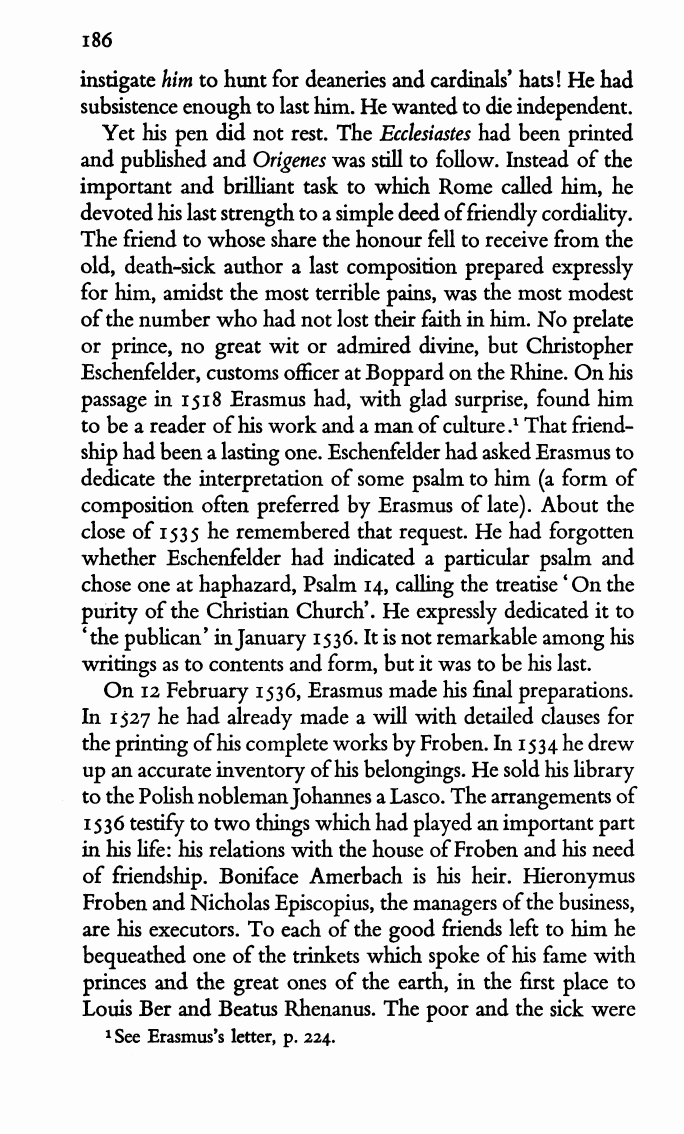 186
instigate him to hunt for deaneries and cardinals’ hats! He had
subsistence enough to last him. He wanted to die independent.
Yet his pen did not rest. The Ecclesiastes had been printed
and published and Origenes was still to follow. Instead of the
important and brilliant task to which Rome called him, he
devoted his last strength to a simple deed of friendly cordiality.
The friend to whose share the honour fell to receive from the
old, death-sick author a last composition prepared expressly
for him, amidst the most terrible pains, was the most modest
of the number who had not lost their faith in him. No prelate
or prince, no great wit or admired divine, but Christopher
Eschenfelder, customs officer at Boppard on the Rhine. On his
passage in 1518 Erasmus had, with glad surprise, found him
to be a reader of his work and a man of culture.¹ That friend-
ship had been a lasting one. Eschenfelder had asked Erasmus to
dedicate the interpretation of some psalm to him (a form of
composition often preferred by Erasmus of late). About the
close of 1535 he remembered that request. He had forgotten
whether Eschenfelder had indicated a particular psalm and
chose one at haphazard, Psalm 14, calling the treatise ‘On the
purity of the Christian Church’. He expressly dedicated it to
‘the publican’ in January 1536. It is not remarkable among his
writings as to contents and form, but it was to be his last.
On 12 February 1536, Erasmus made his final preparations.
In 1527 he had already made a will with detailed clauses for
the printing of his complete works by Froben. In 1534 he drew
up an accurate inventory of his belongings. He sold his library
to the Polish nobleman Johannes a Lasco. The arrangements of
1536 testify to two things which had played an important part
in his life: his relations with the house of Froben and his need
of friendship. Boniface Amerbach is his heir. Hieronymus
Froben and Nicholas Episcopius, the managers of the business,
are his executors. To each of the good friends left to him he
bequeathed one of the trinkets which spoke of his fame with
princes and the great ones of the earth, in the first place to
Louis Ber and Beatus Rhenanus. The poor and the sick were
¹ See Erasmus’s letter, p. 224.